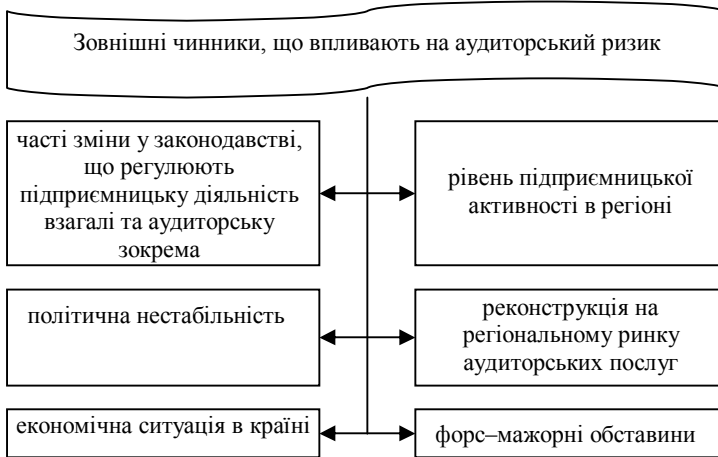 Зовнішні чинники, що впливають на аудиторський ризик
часті зміни у законодавстві,
що регулюють
підприємницьку діяльність
взагалі та аудиторську
зокрема
рівень підприємницької
активності в регіоні
політична нестабільність
реконструкція на
регіональному ринку
аудиторських послуг
економічна ситуація в країні
форс–мажорні обставини